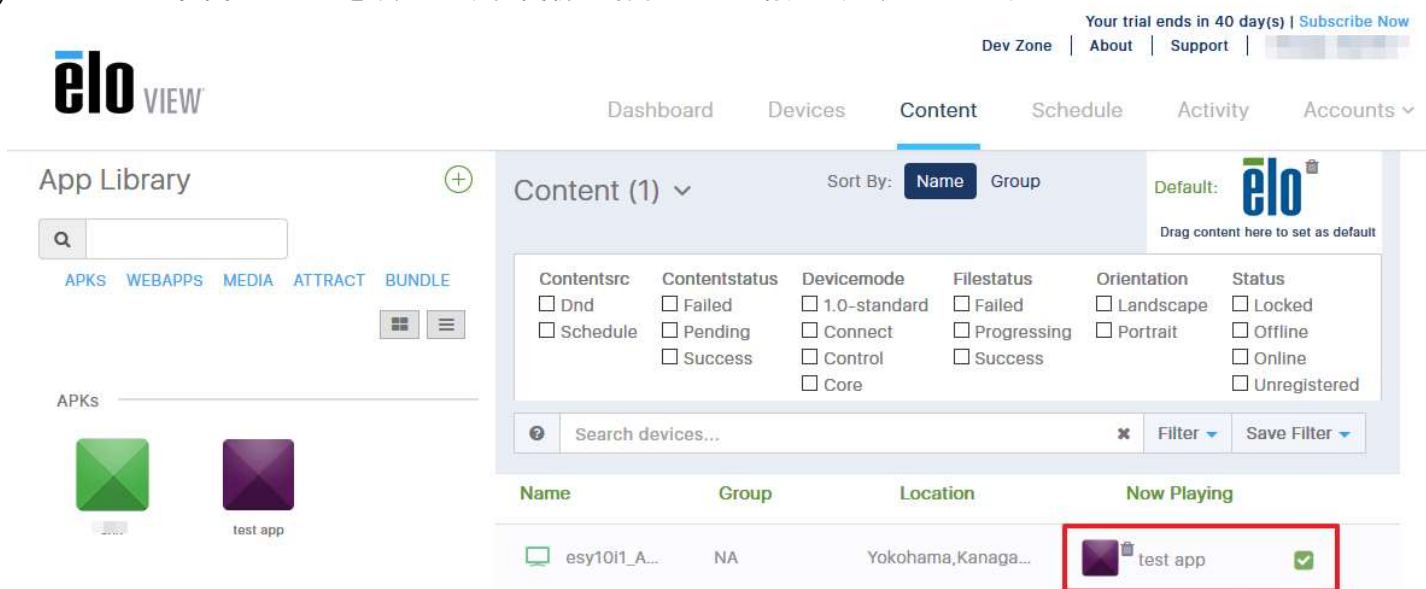 Your trial ends in 40 day(s) | Subscribe Now
Dev Zone | About | Support |
ēlo VIEW
Dashboard Devices Content Schedule Activity Accounts
App Library
Content (1)
Sort By: Name Group
Default: ēlo
Drag content here to set as default
APKS WEBAPPS MEDIA ATTRACT BUNDLE
Contentsrc Contentstatus Devicemode Filestatus Orientation Status
Dnd Failed 1.0-standard Failed Landscape Locked
Schedule Pending Connect Progressing Portrait Offline
Success Control Success Online
Core Unregistered
APKs
Search devices... Filter Save Filter
Name Group Location Now Playing
test app
esy10i1_A... NA Yokohama,Kanaga... test app